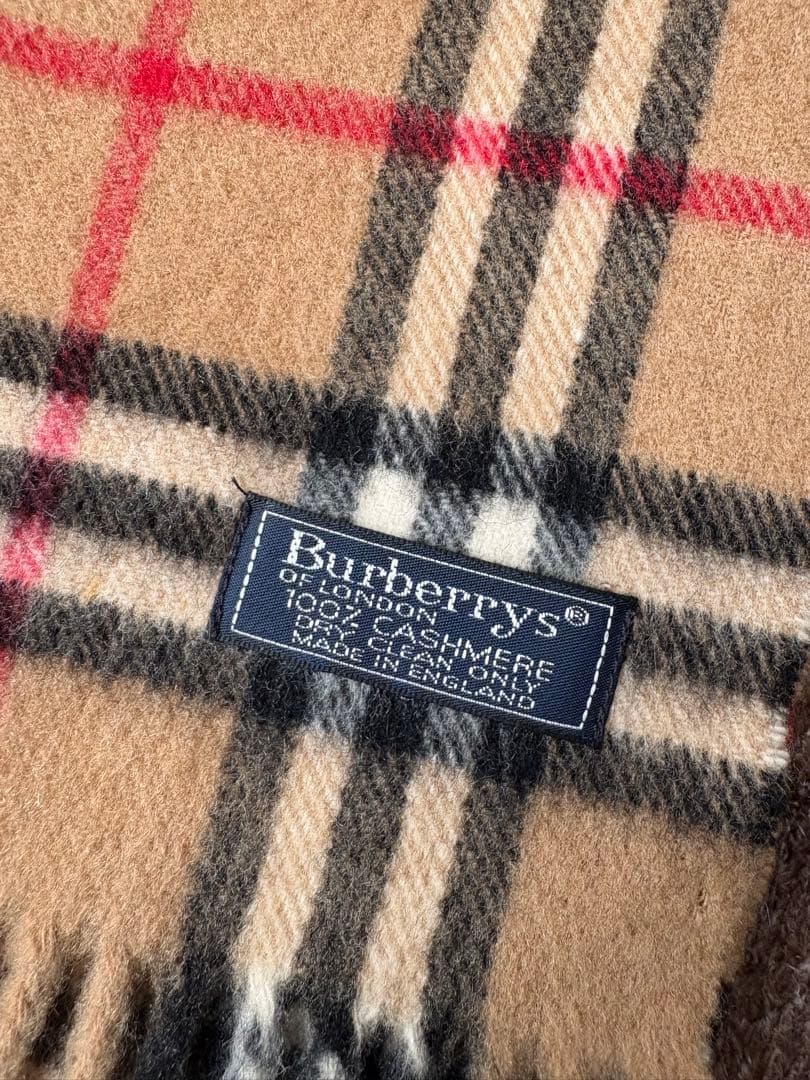 Burberrys®
OF LONDON
100% CASHMERE
DRY CLEAN ONLY
MADE IN ENGLAND